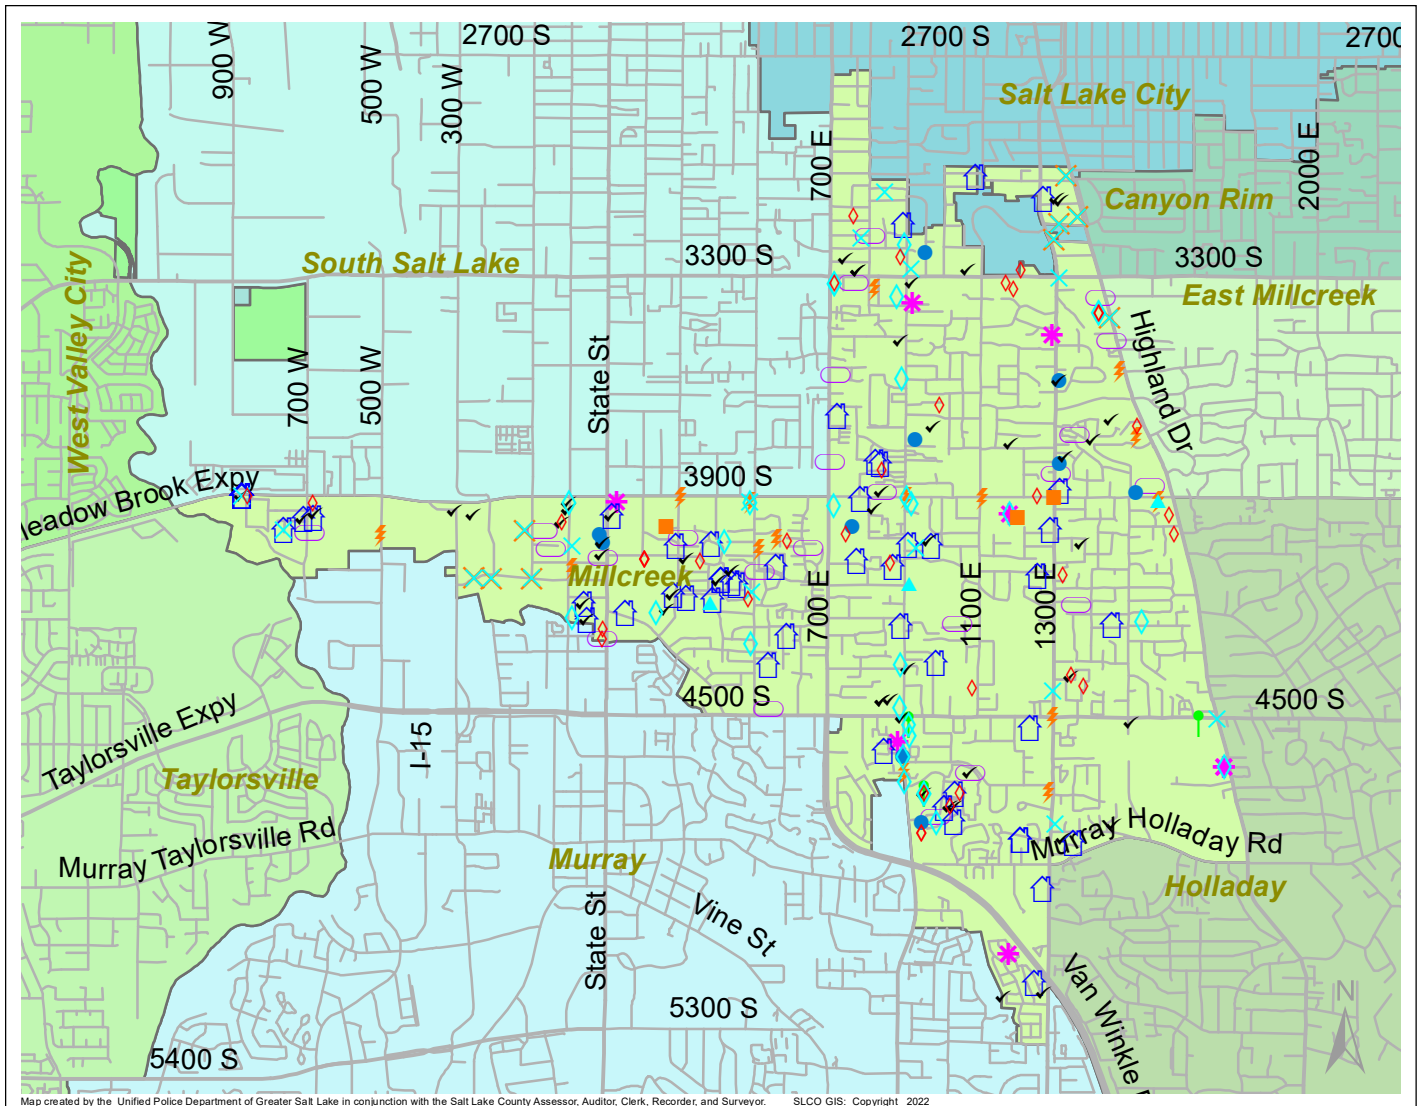 2700 S
2700 S
2700
900 W
500 W
300 W
Salt Lake City
700 E
2000 E
Canyon Rim
3300 S
3300 S
South Salt Lake
West Valley City
East Millcreek
Highland Dr
State St
700 W
500 W
3900 S
Meadow Brook Expy
Millcreek
700 E
1100 E
1300 E
4500 S
4500 S
Taylorsville Expy
I-15
Taylorsville
Murray Taylorsville Rd
Murray Holladay Rd
Murray
Holladay
State St
Vine St
Van Winkle
5300 S
5400 S
N
Map created by the Unified Police Department of Greater Salt Lake in conjunction with the Salt Lake County Assessor, Auditor, Clerk, Recorder, and Surveyor. SLCO GIS: Copyright 2022